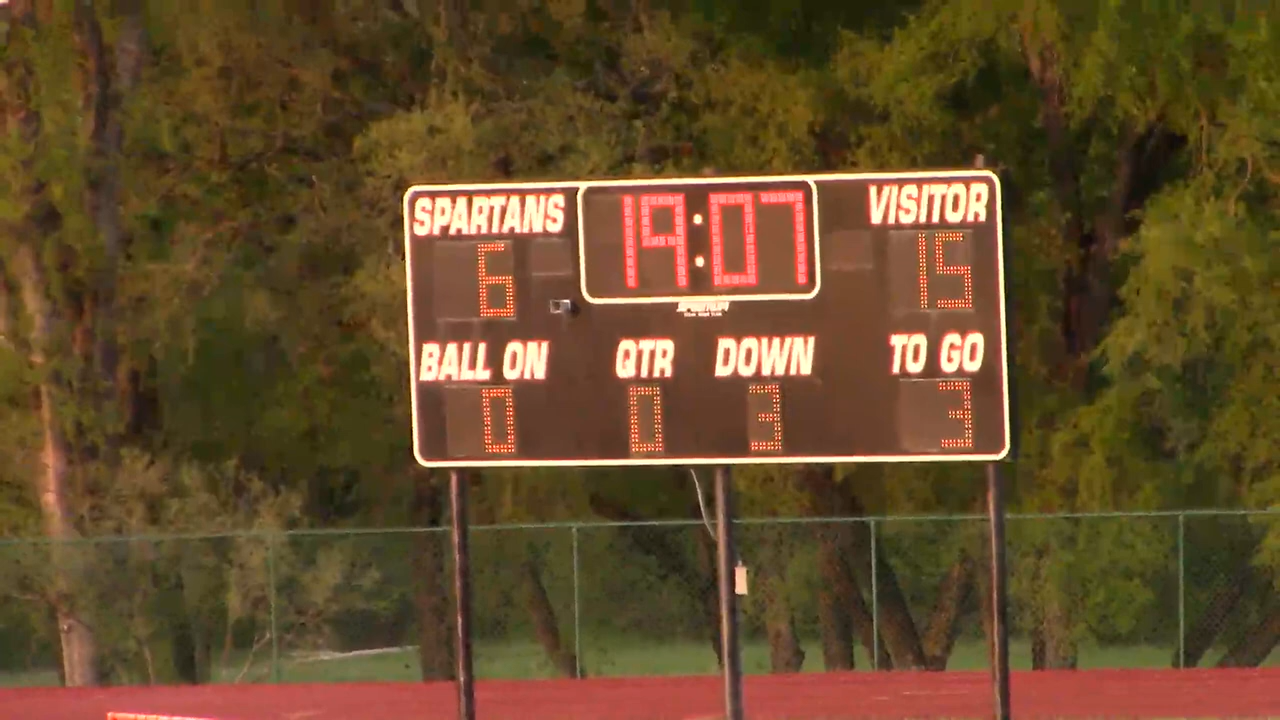 SPARTANS 19:07 VISITOR
6 15
BALL ON QTR DOWN TO GO
0 0 3 3